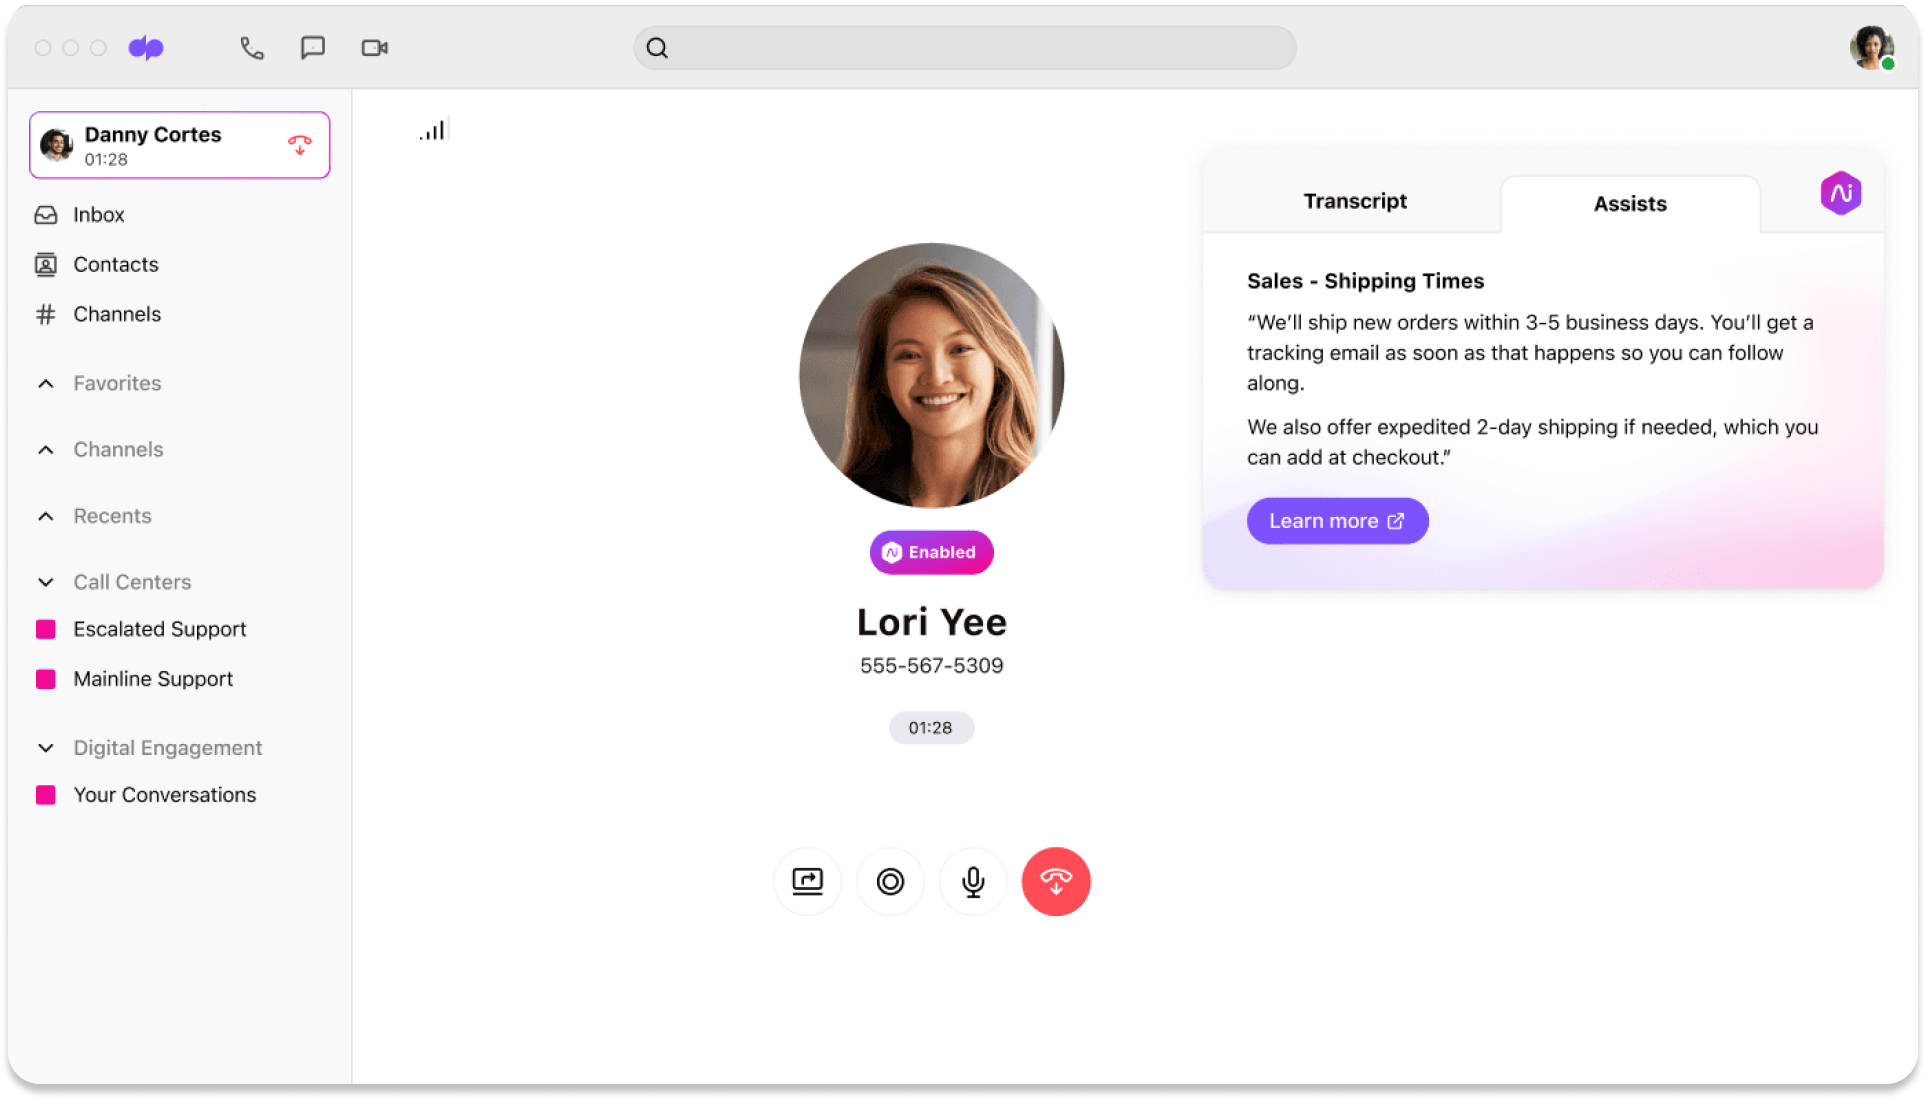 Danny Cortes
01:28
Inbox
Contacts
Channels
Favorites
Channels
Recents
Call Centers
Escalated Support
Mainline Support
Digital Engagement
Your Conversations
Enabled
Lori Yee
555-567-5309
01:28
Transcript
Assists
Ai
Sales - Shipping Times
“We’ll ship new orders within 3-5 business days. You’ll get a
tracking email as soon as that happens so you can follow
along.
We also offer expedited 2-day shipping if needed, which you
can add at checkout.”
Learn more